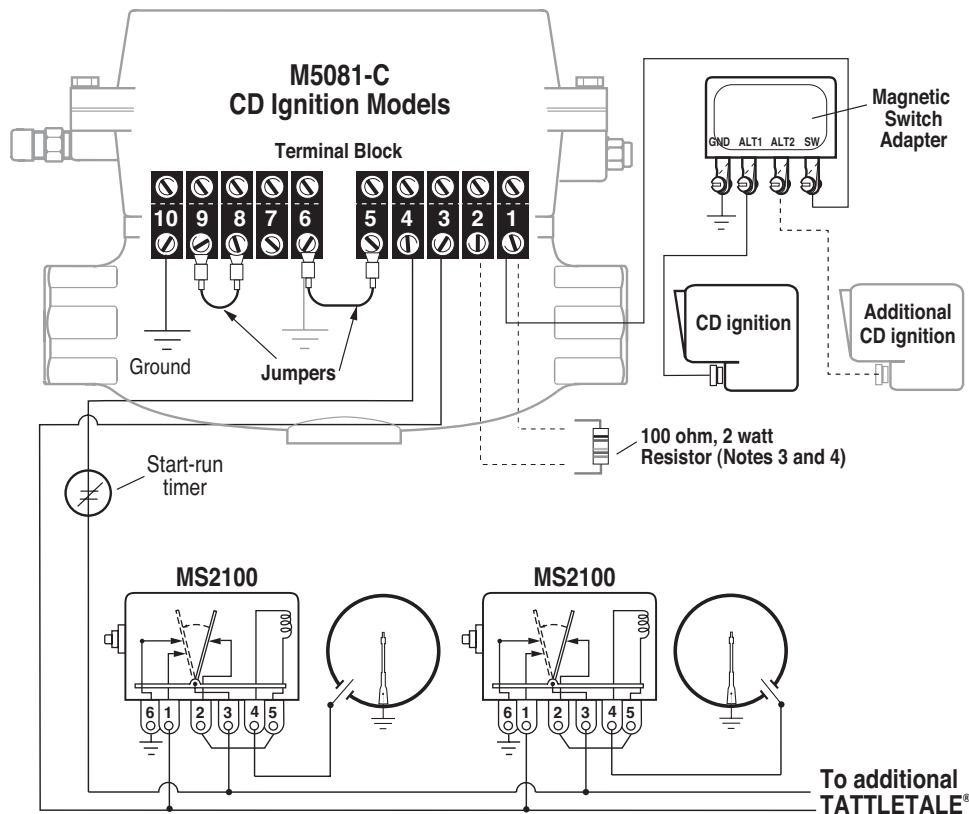 M5081-C
CD Ignition Models
Terminal Block
10 9 8 7 6 5 4 3 2 1
Ground
Jumpers
Magnetic
Switch
Adapter
GND ALT1 ALT2 SW
CD ignition
Additional
CD ignition
100 ohm, 2 watt
Resistor (Notes 3 and 4)
Start-run
timer
MS2100
6 1 2 3 4 5
MS2100
6 1 2 3 4 5
To additional
TATTLETALE®